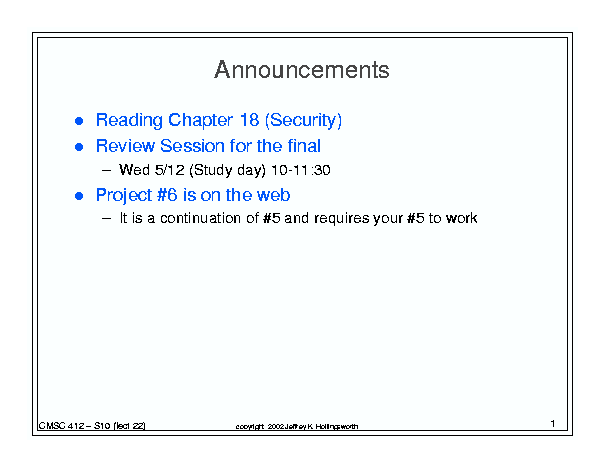 Announcements
● Reading Chapter 18 (Security)
● Review Session for the final
– Wed 5/12 (Study day) 10-11:30
● Project #6 is on the web
– It is a continuation of #5 and requires your #5 to work
CMSC 412 – S10 (lect 22)
copyright 2002 Jeffrey K. Hollingsworth
1